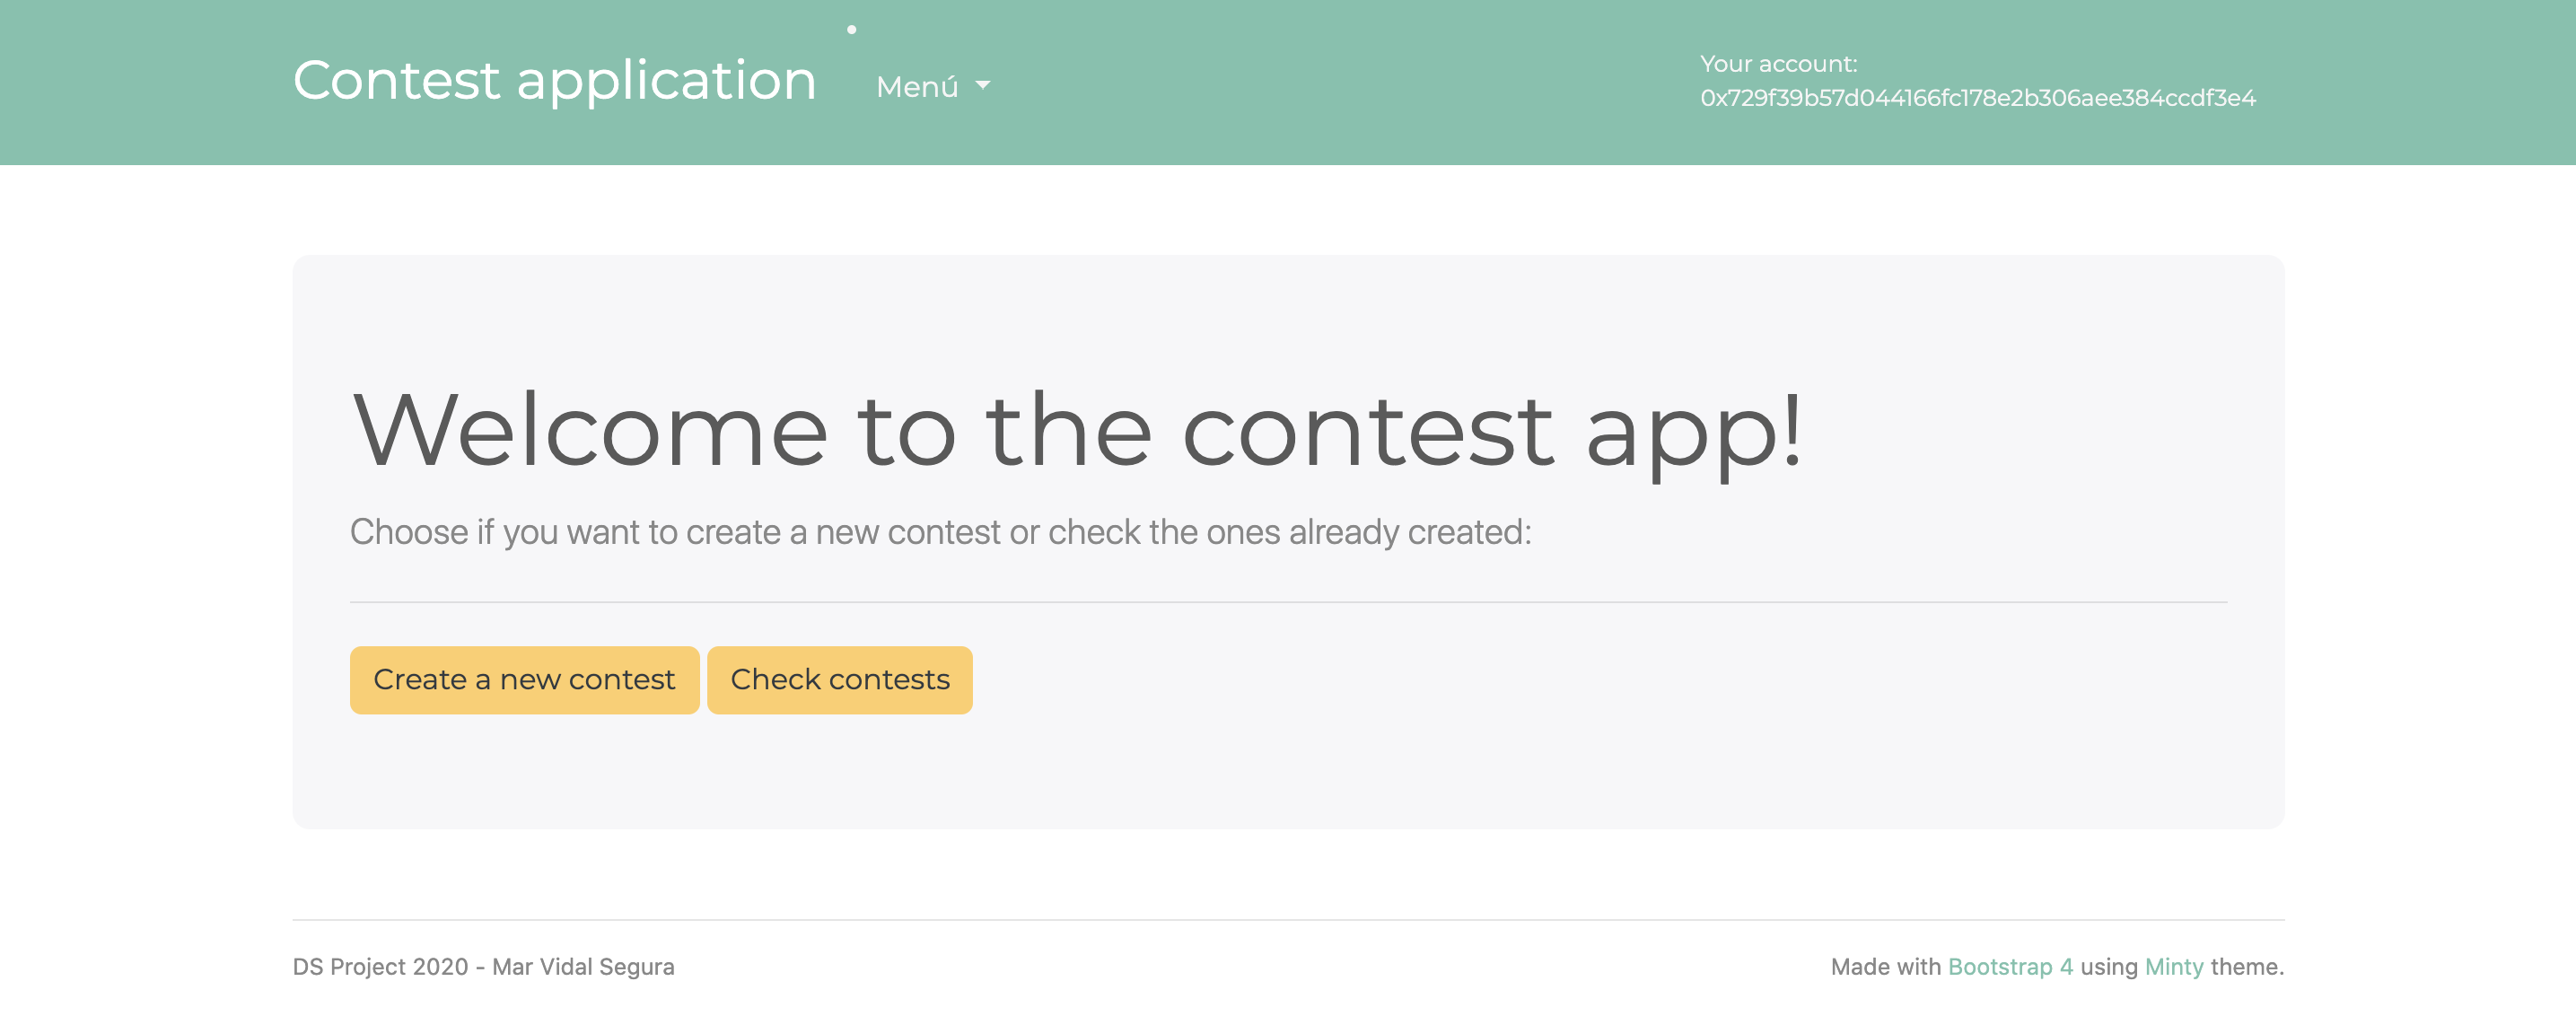 Contest application
Menú
Your account:
0x729f39b57d044166fc178e2b306aee384ccdf3e4
Welcome to the contest app!
Choose if you want to create a new contest or check the ones already created:
Create a new contest
Check contests
DS Project 2020 - Mar Vidal Segura
Made with Bootstrap 4 using Minty theme.